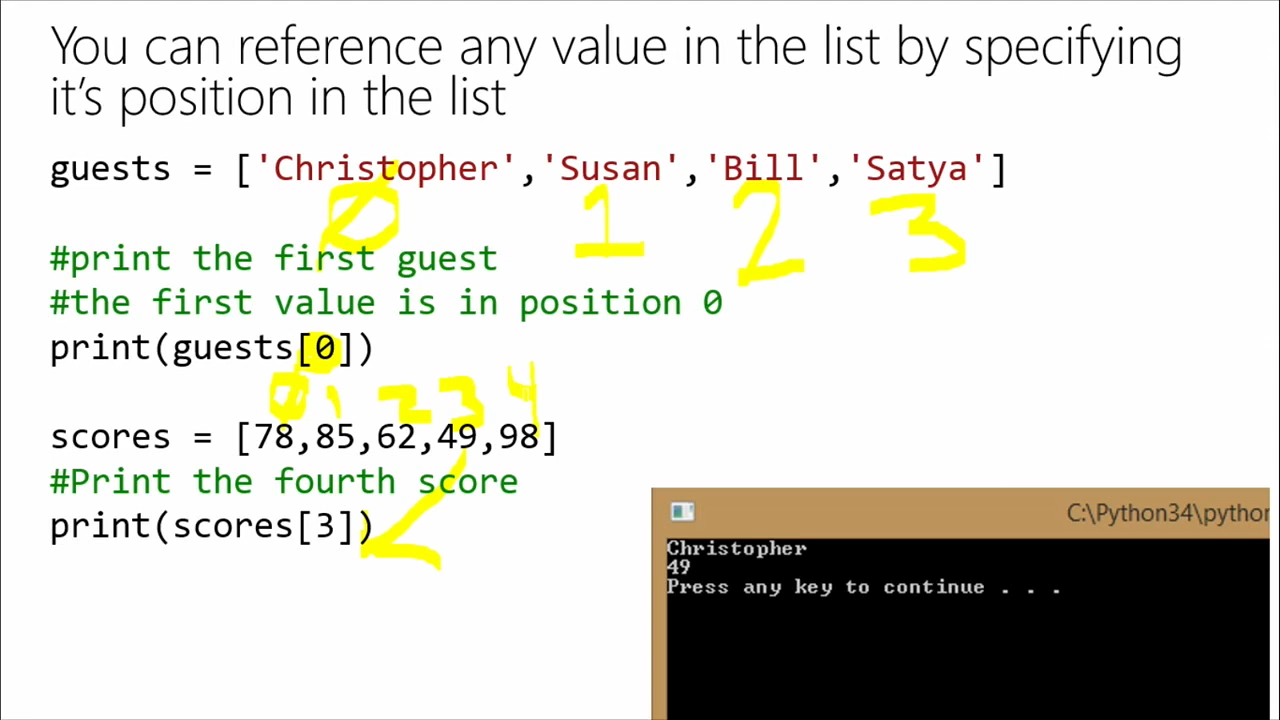 You can reference any value in the list by specifying
it’s position in the list
guests = ['Christopher','Susan','Bill','Satya']
0 1 2 3
#print the first guest
#the first value is in position 0
print(guests[0])
0 1 2 3 4
scores = [78,85,62,49,98]
#Print the fourth score
print(scores[3])
C:\Python34\python
Christopher
49
Press any key to continue . . .